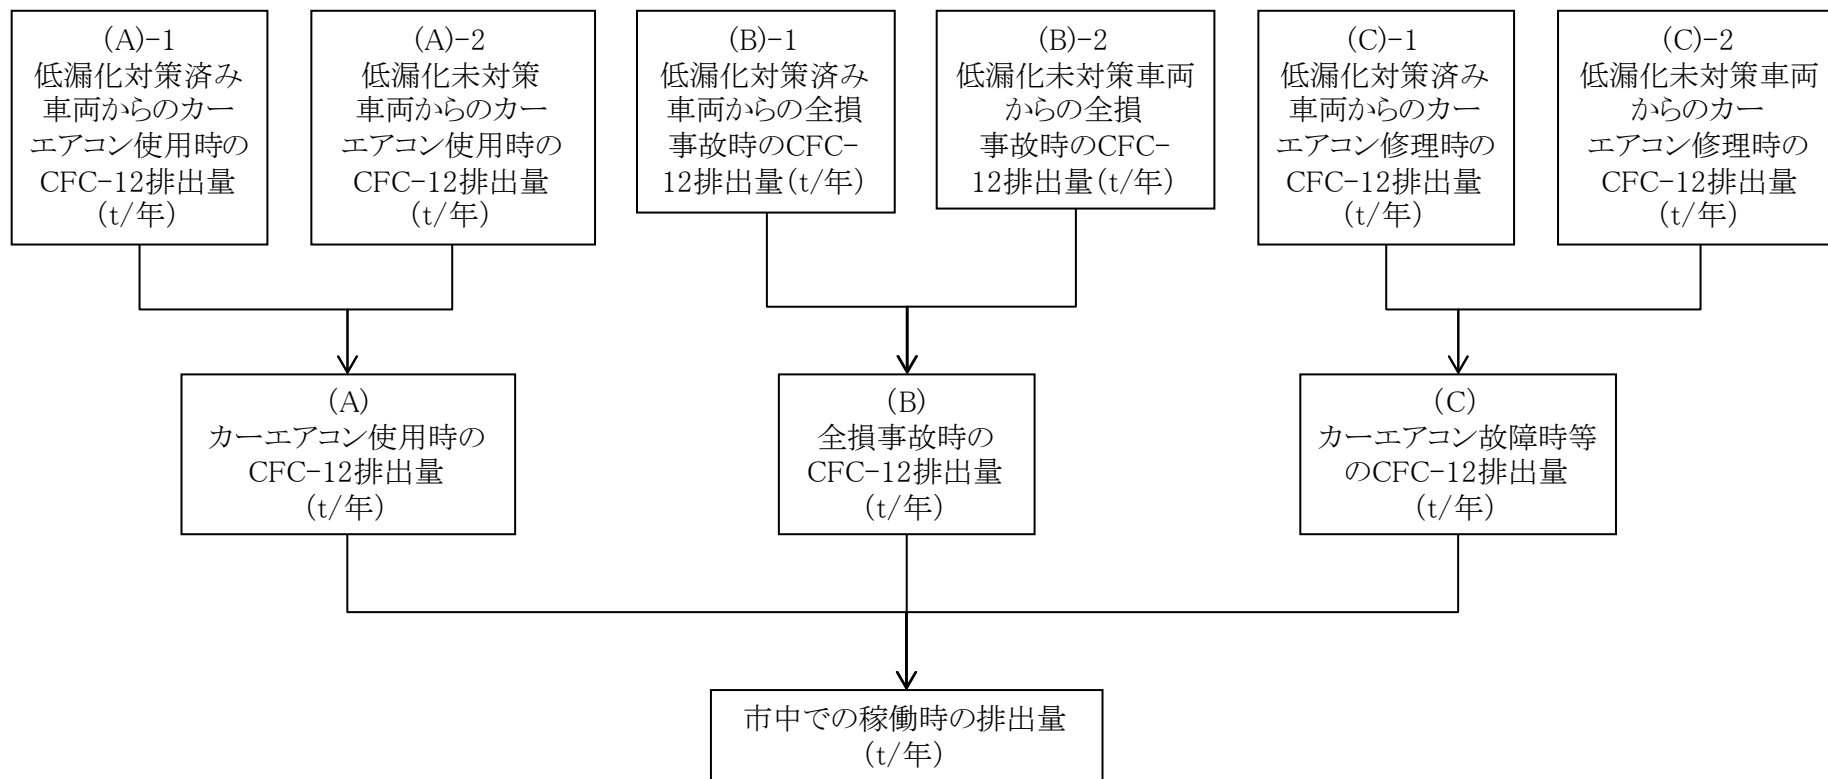 (A)-1
低漏化対策済み
車両からのカー
エアコン使用時の
CFC-12排出量
(t/年)
(A)-2
低漏化未対策
車両からのカー
エアコン使用時の
CFC-12排出量
(t/年)
(B)-1
低漏化対策済み
車両からの全損
事故時のCFC-
12排出量(t/年)
(B)-2
低漏化未対策車両
からの全損
事故時のCFC-
12排出量(t/年)
(C)-1
低漏化対策済み
車両からのカー
エアコン修理時の
CFC-12排出量
(t/年)
(C)-2
低漏化未対策車両
からのカー
エアコン修理時の
CFC-12排出量
(t/年)
(A)
カーエアコン使用時の
CFC-12排出量
(t/年)
(B)
全損事故時の
CFC-12排出量
(t/年)
(C)
カーエアコン故障時等
のCFC-12排出量
(t/年)
市中での稼働時の排出量
(t/年)